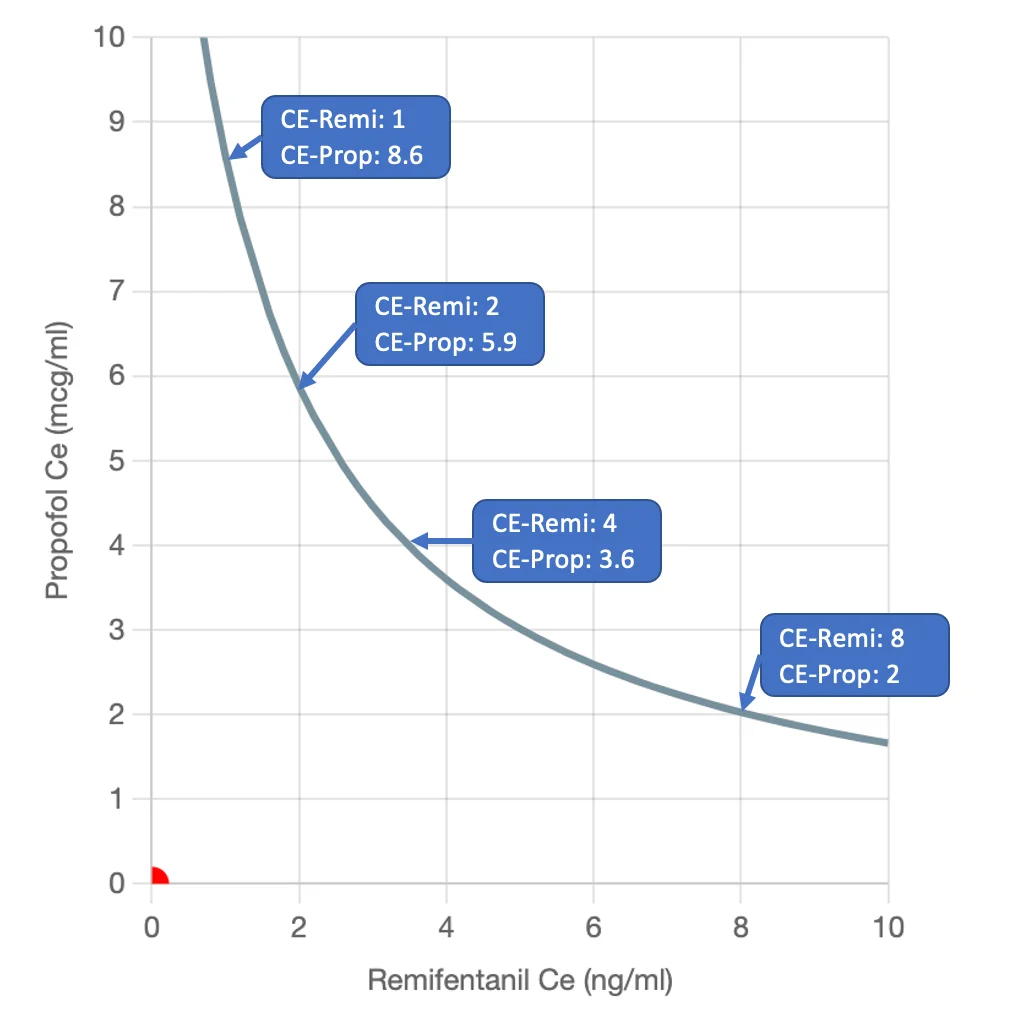 10
9
8
7
6
5
4
3
2
1
0
Propofol Ce (mcg/ml)
CE-Remi: 1
CE-Prop: 8.6
CE-Remi: 2
CE-Prop: 5.9
CE-Remi: 4
CE-Prop: 3.6
CE-Remi: 8
CE-Prop: 2
0 2 4 6 8 10
Remifentanil Ce (ng/ml)